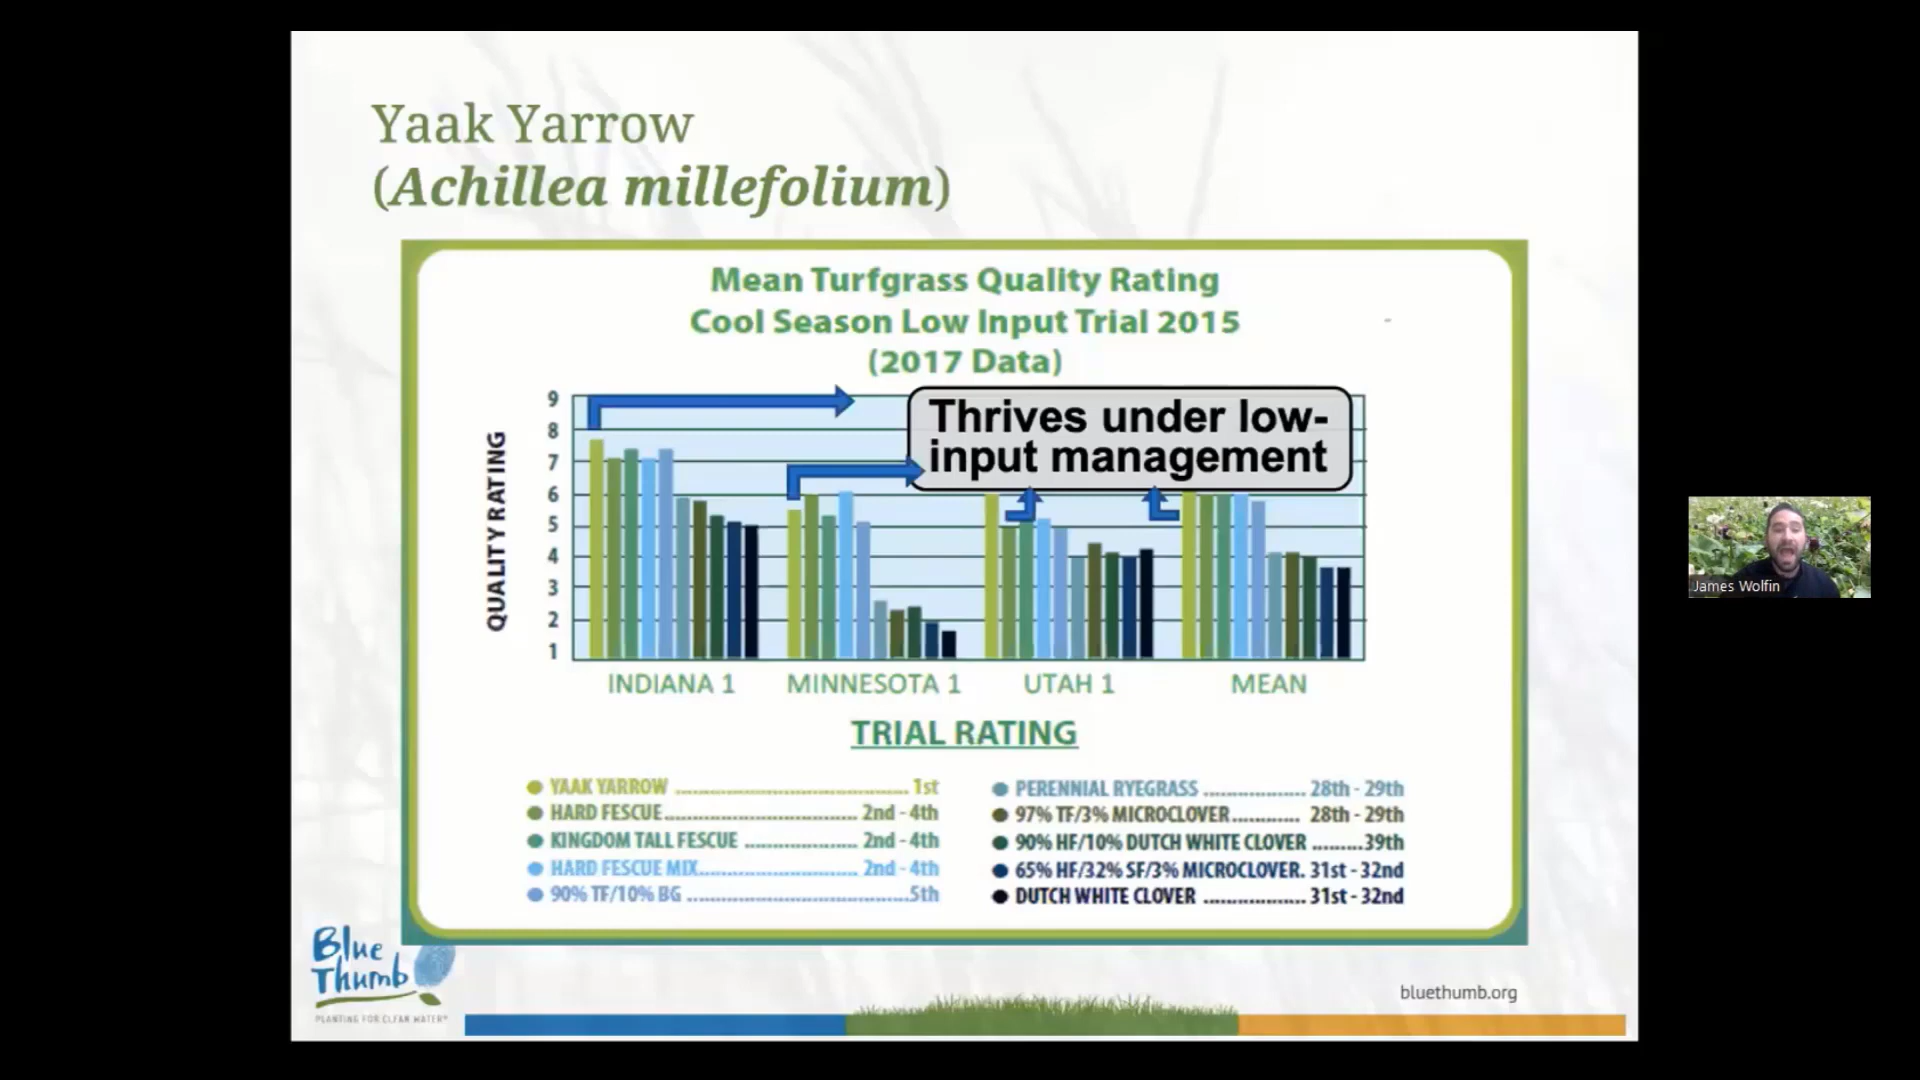 Yaak Yarrow
(Achillea millefolium)
Mean Turfgrass Quality Rating
Cool Season Low Input Trial 2015
(2017 Data)
Thrives under low-
input management
QUALITY RATING
9
8
7
6
5
4
3
2
1
INDIANA 1 MINNESOTA 1 UTAH 1 MEAN
TRIAL RATING
YAAK YARROW ........................................ 1st
HARD FESCUE................................. 2nd - 4th
KINGDOM TALL FESCUE ................... 2nd - 4th
HARD FESCUE MIX........................... 2nd - 4th
90% TF/10% BG .....................................5th
PERENNIAL RYEGRASS ................. 28th - 29th
97% TF/3% MICROCLOVER............ 28th - 29th
90% HF/10% DUTCH WHITE CLOVER .........39th
65% HF/32% SF/3% MICROCLOVER. 31st - 32nd
DUTCH WHITE CLOVER .................. 31st - 32nd
James Wolfin
Blue
Thumb
PLANTING FOR CLEAN WATER
bluethumb.org